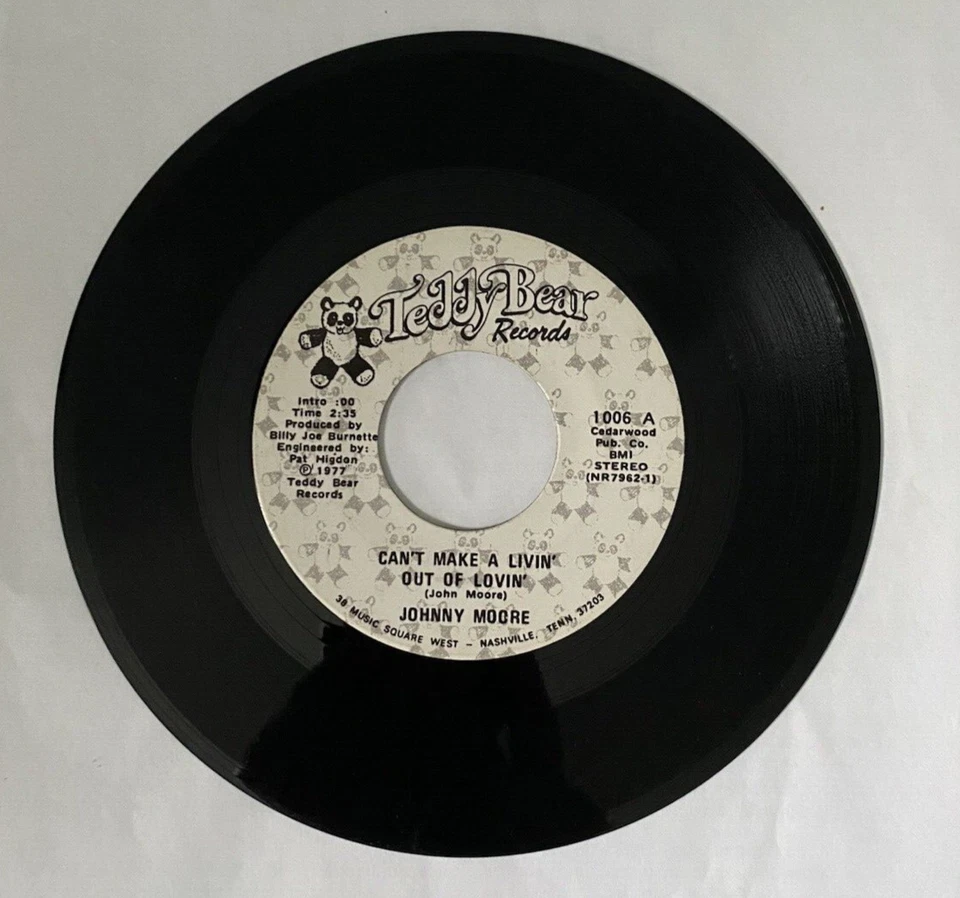 Teddy Bear
Records
Intro :00
Time 2:35
Produced by
Billy Joe Burnette
Engineered by:
Pat Higdon
Ⓟ 1977
Teddy Bear
Records
1006 A
Cedarwood
Pub. Co.
BMI
STEREO
(NR7962-1)
CAN'T MAKE A LIVIN'
OUT OF LOVIN'
(John Moore)
JOHNNY MOORE
38 MUSIC SQUARE WEST - NASHVILLE, TENN. 37203